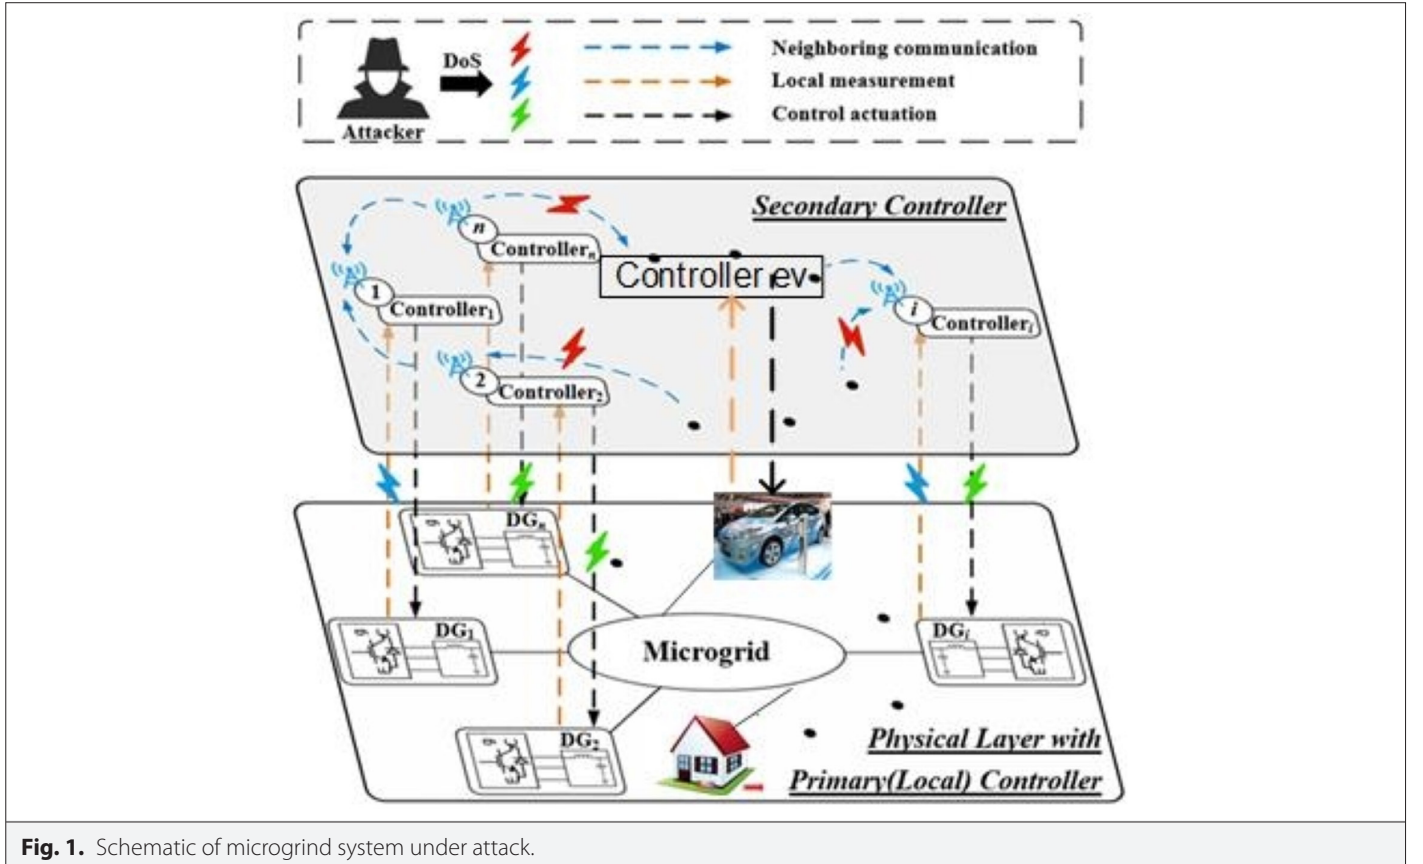 DoS
Attacker
Neighboring communication
Local measurement
Control actuation
Secondary Controller
n
Controllerₙ
Controller ev
1
Controller₁
i
Controllerᵢ
2
Controller₂
DGₙ
DG₁
Microgrid
DGᵢ
DG₂
Physical Layer with
Primary(Local) Controller
Fig. 1. Schematic of microgrind system under attack.